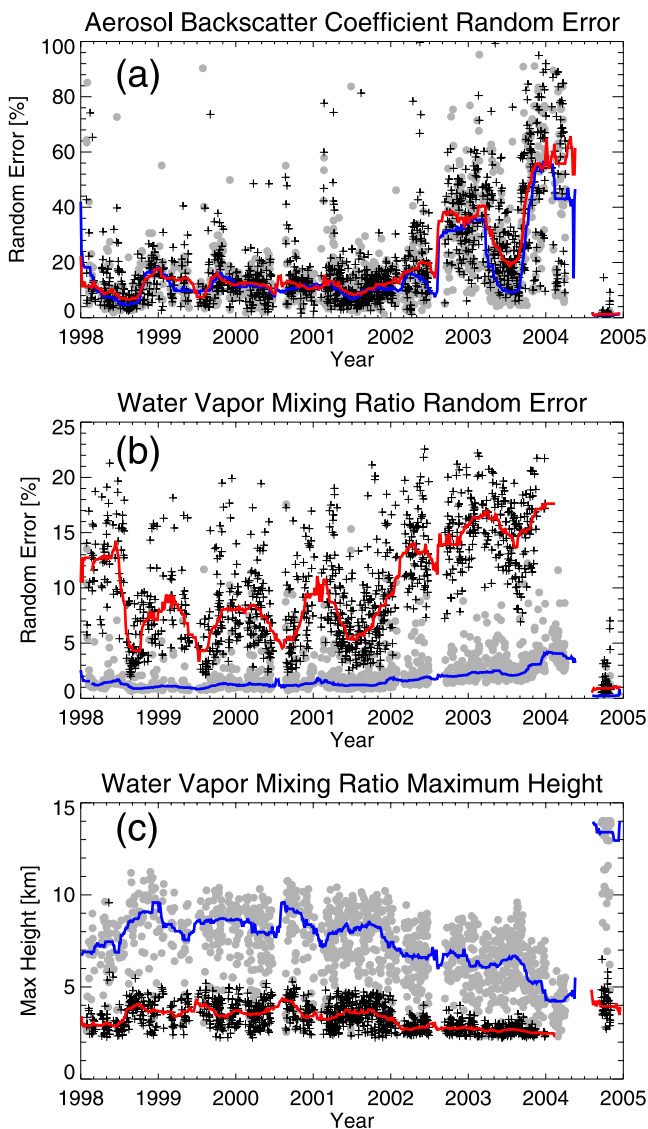 Aerosol Backscatter Coefficient Random Error
(a)
Random Error [%]
100
80
60
40
20
0
1998 1999 2000 2001 2002 2003 2004 2005
Year
Water Vapor Mixing Ratio Random Error
(b)
Random Error [%]
25
20
15
10
5
0
1998 1999 2000 2001 2002 2003 2004 2005
Year
Water Vapor Mixing Ratio Maximum Height
(c)
Max Height [km]
15
10
5
0
1998 1999 2000 2001 2002 2003 2004 2005
Year